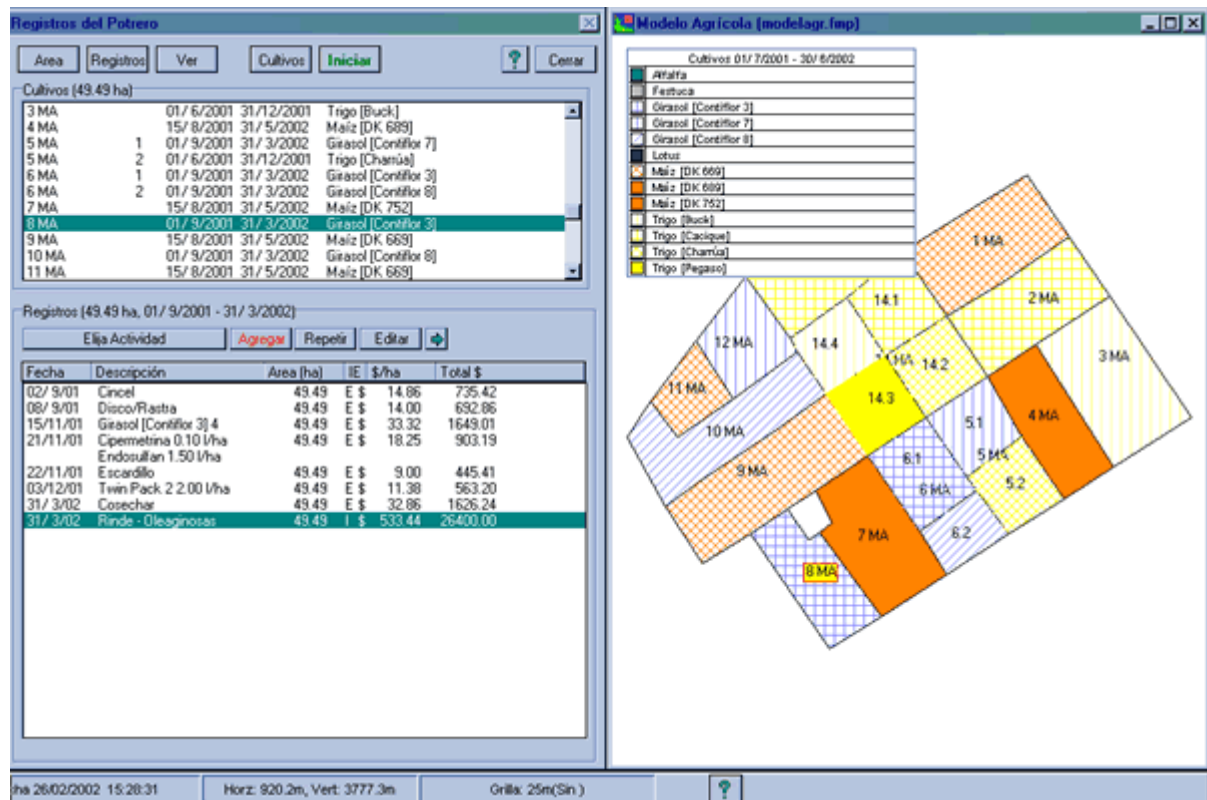 Registros del Potrero
Area Registros Ver Cultivos Iniciar ? Cerrar
Cultivos (49.49 ha)
3 MA 01/ 6/2001 31/12/2001 Trigo [Buck]
4 MA 15/ 8/2001 31/ 5/2002 Maíz [DK 689]
5 MA 1 01/ 9/2001 31/ 3/2002 Girasol [Contiflor 7]
5 MA 2 01/ 6/2001 31/12/2001 Trigo [Charrúa]
6 MA 1 01/ 9/2001 31/ 3/2002 Girasol [Contiflor 3]
6 MA 2 01/ 9/2001 31/ 3/2002 Girasol [Contiflor 8]
7 MA 15/ 8/2001 31/ 5/2002 Maíz [DK 752]
8 MA 01/ 9/2001 31/ 3/2002 Girasol [Contiflor 3]
9 MA 15/ 8/2001 31/ 5/2002 Maíz [DK 669]
10 MA 01/ 9/2001 31/ 3/2002 Girasol [Contiflor 8]
11 MA 15/ 8/2001 31/ 5/2002 Maíz [DK 669]
Registros (49.49 ha, 01/ 9/2001 - 31/ 3/2002)
Elija Actividad Agregar Repetir Editar
Fecha Descripción Area (ha) IE $/ha Total $
02/ 9/01 Cincel 49.49 E $ 14.86 735.42
08/ 9/01 Disco/Rastra 49.49 E $ 14.00 692.86
15/11/01 Girasol [Contiflor 3] 4 49.49 E $ 33.32 1649.01
21/11/01 Cipermetrina 0.10 l/ha 49.49 E $ 18.25 903.19
Endosulfan 1.50 l/ha
22/11/01 Escardillo 49.49 E $ 9.00 445.41
03/12/01 Twin Pack 2 2.00 l/ha 49.49 E $ 11.38 563.20
31/ 3/02 Cosechar 49.49 E $ 32.86 1626.24
31/ 3/02 Rinde - Oleaginosas 49.49 I $ 533.44 26400.00
Modelo Agrícola (modelagr.fmp)
Cultivos 01/ 7/2001 - 30/ 6/2002
Alfalfa
Festuca
Girasol [Contiflor 3]
Girasol [Contiflor 7]
Girasol [Contiflor 8]
Lotus
Maíz [DK 669]
Maíz [DK 689]
Maíz [DK 752]
Trigo [Buck]
Trigo [Cacique]
Trigo [Charrúa]
Trigo [Pegaso]
1 MA
2 MA
14.1
12 MA
14.4
14.2
3 MA
11 MA
14.3
4 MA
10 MA
5.1
5 MA
6.1
9 MA
5.2
6 MA
7 MA
6.2
8 MA
ha 26/02/2002 15:28:31 Horz: 920.2m, Vert: 3777.3m Grilla: 25m(Sin ) ?